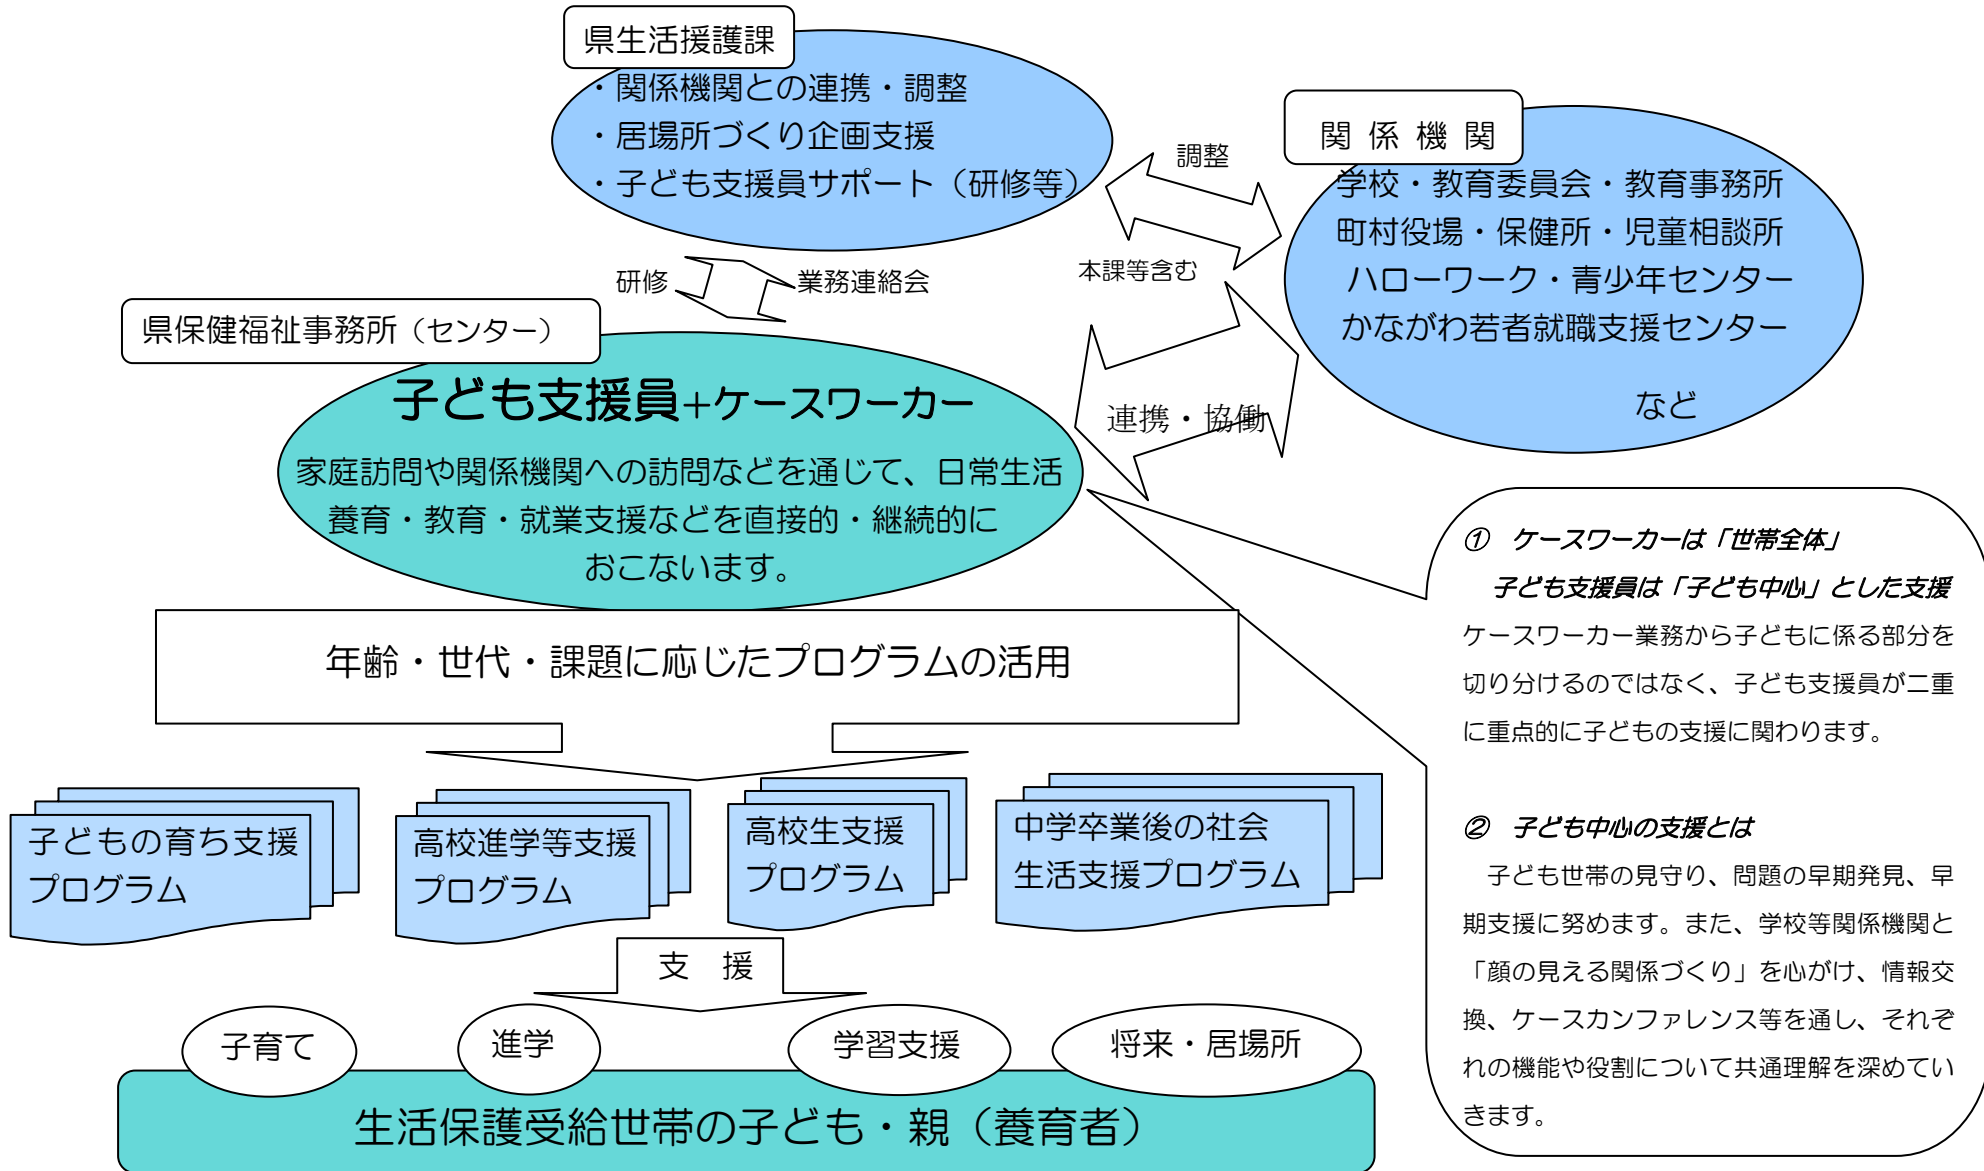 県生活援護課
・関係機関との連携・調整
・居場所づくり企画支援
・子ども支援員サポート（研修等）
関 係 機 関
学校・教育委員会・教育事務所
町村役場・保健所・児童相談所
ハローワーク・青少年センター
かながわ若者就職支援センター
など
調整
本課等含む
研修
業務連絡会
連携・協働
県保健福祉事務所（センター）
子ども支援員+ケースワーカー
家庭訪問や関係機関への訪問などを通じて、日常生活
養育・教育・就業支援などを直接的・継続的に
おこないます。
年齢・世代・課題に応じたプログラムの活用
子どもの育ち支援
プログラム
高校進学等支援
プログラム
高校生支援
プログラム
中学卒業後の社会
生活支援プログラム
支　援
子育て
進学
学習支援
将来・居場所
生活保護受給世帯の子ども・親（養育者）
①　ケースワーカーは「世帯全体」
子ども支援員は「子ども中心」とした支援
ケースワーカー業務から子どもに係る部分を
切り分けるのではなく、子ども支援員が二重
に重点的に子どもの支援に関わります。
②　子ども中心の支援とは
子ども世帯の見守り、問題の早期発見、早
期支援に努めます。また、学校等関係機関と
「顔の見える関係づくり」を心がけ、情報交
換、ケースカンファレンス等を通し、それぞ
れの機能や役割について共通理解を深めてい
きます。